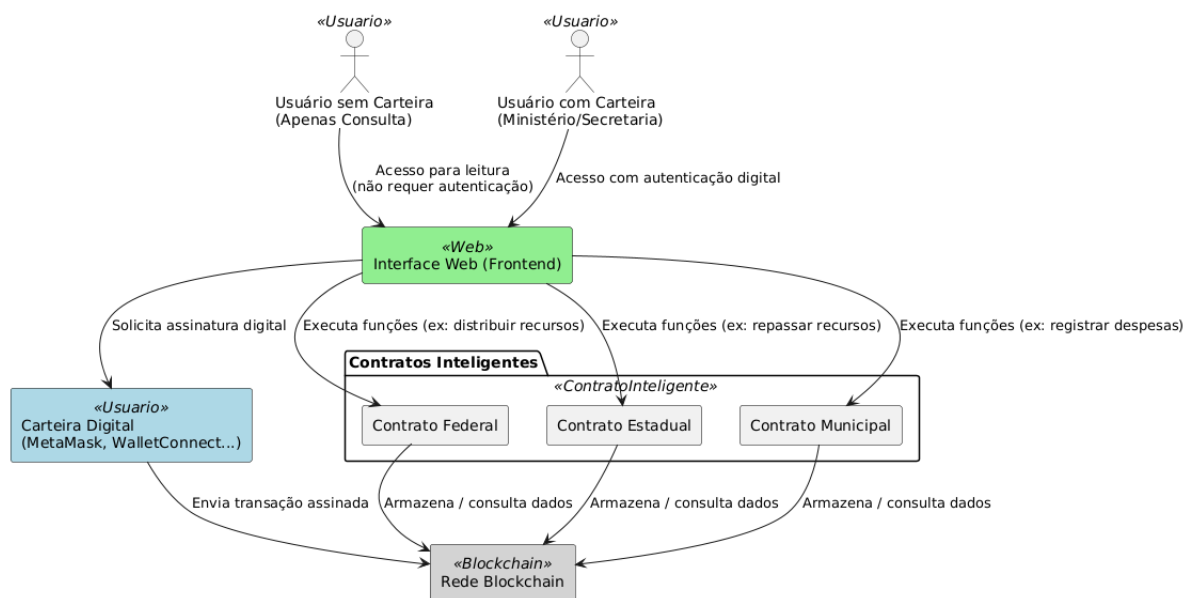 «Usuario»
«Usuario»
Usuário sem Carteira
(Apenas Consulta)
Usuário com Carteira
(Ministério/Secretaria)
Acesso para leitura
(não requer autenticação)
Acesso com autenticação digital
«Web»
Interface Web (Frontend)
Solicita assinatura digital
Executa funções (ex: distribuir recursos)
Executa funções (ex: repassar recursos)
Executa funções (ex: registrar despesas)
Contratos Inteligentes
«ContratoInteligente»
«Usuario»
Carteira Digital
(MetaMask, WalletConnect...)
Contrato Federal
Contrato Estadual
Contrato Municipal
Envia transação assinada
Armazena / consulta dados
Armazena / consulta dados
Armazena / consulta dados
«Blockchain»
Rede Blockchain